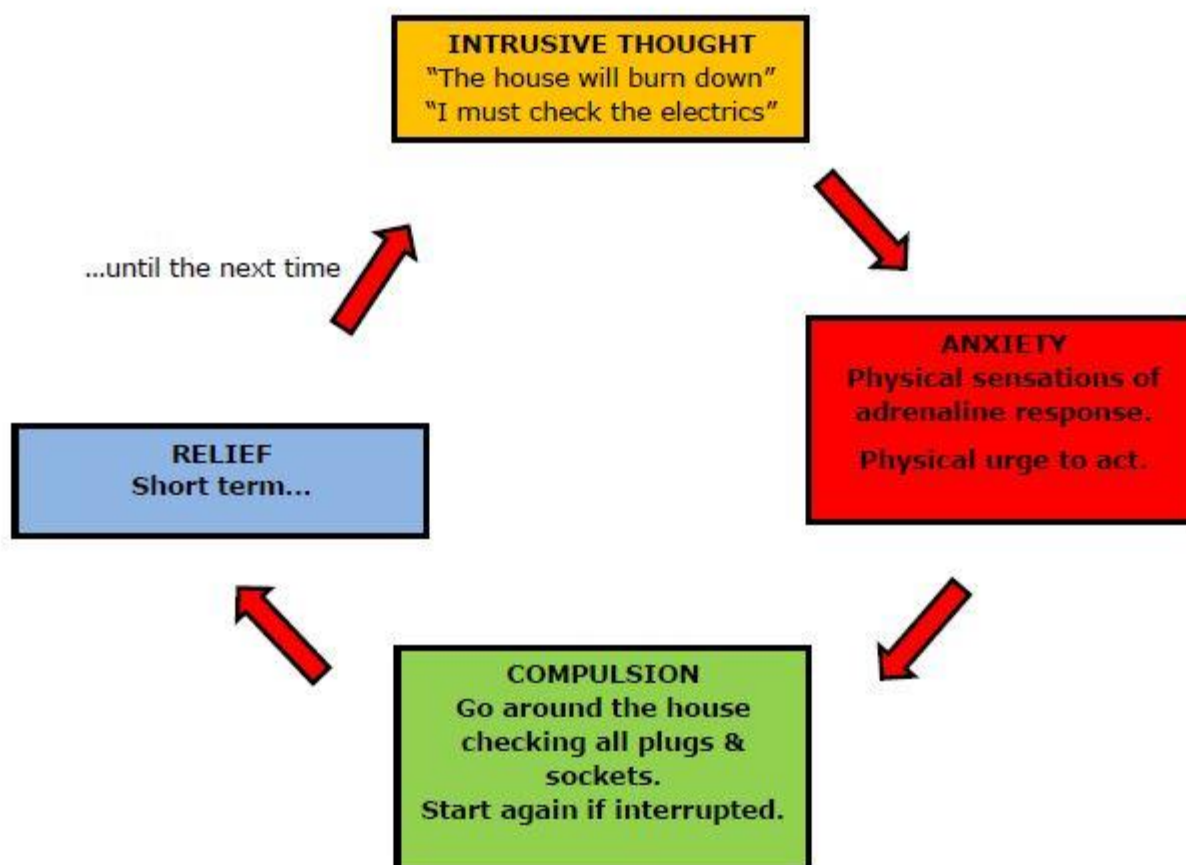 INTRUSIVE THOUGHT
“The house will burn down”
“I must check the electrics”
ANXIETY
Physical sensations of
adrenaline response.
Physical urge to act.
COMPULSION
Go around the house
checking all plugs &
sockets.
Start again if interrupted.
RELIEF
Short term...
...until the next time